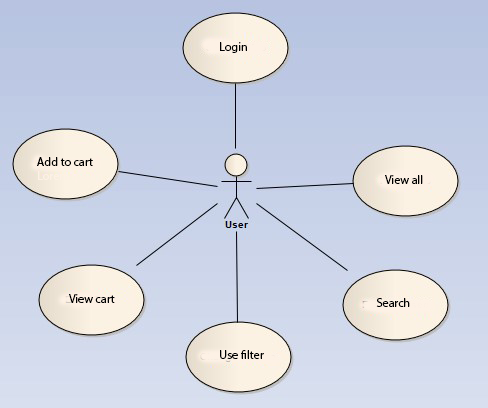 Login
Add to cart
View all
User
View cart
Search
Use filter